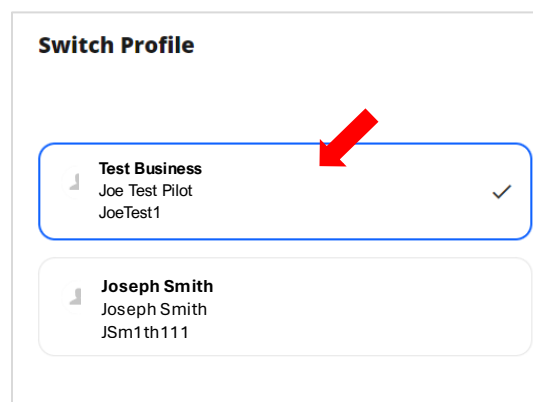 Switch Profile
Test Business
Joe Test Pilot
JoeTest1
Joseph Smith
Joseph Smith
JSm1th111